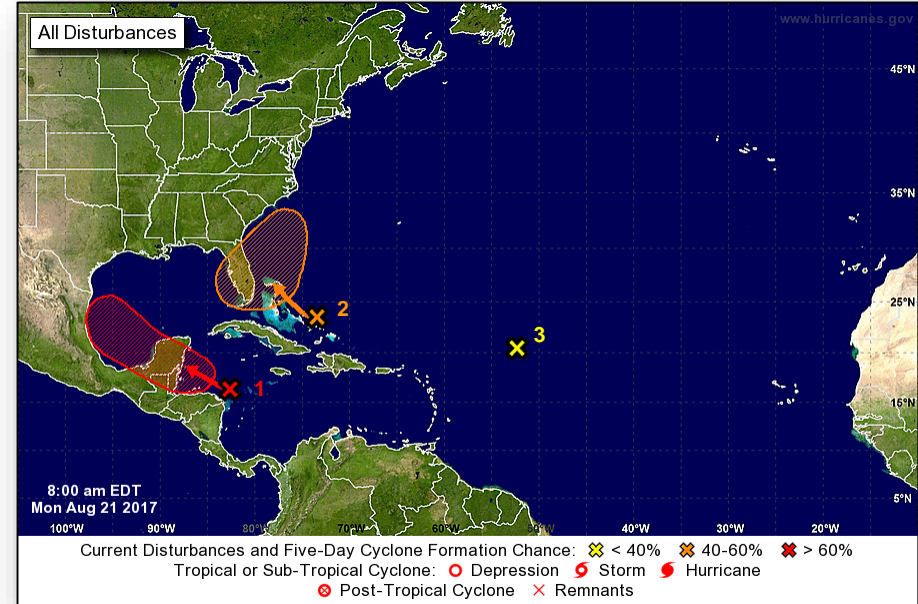 All Disturbances
www.hurricanes.gov
45°N
35°N
25°N
15°N
5°N
1
2
3
8:00 am EDT
Mon Aug 21 2017
100°W 90°W 80°W 70°W 60°W 50°W 40°W 30°W 20°W
Current Disturbances and Five-Day Cyclone Formation Chance: < 40% 40-60% > 60%
Tropical or Sub-Tropical Cyclone: Depression Storm Hurricane
Post-Tropical Cyclone Remnants